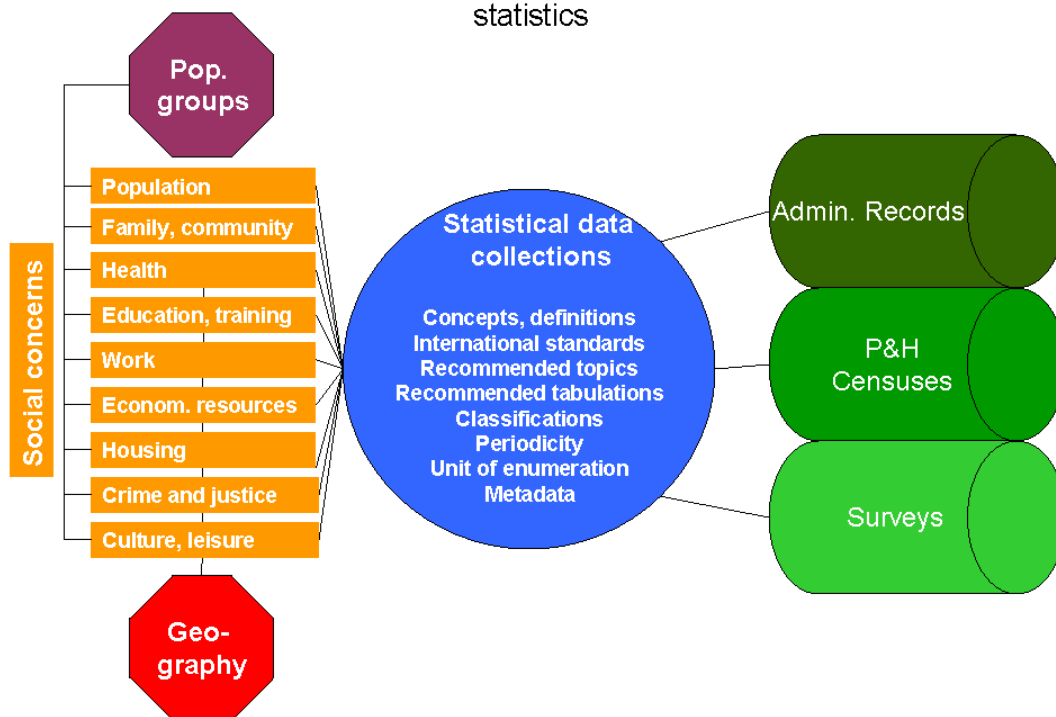 statistics
Pop.
groups
Social concerns
Population
Family, community
Health
Education, training
Work
Econom. resources
Housing
Crime and justice
Culture, leisure
Geo-
graphy
Statistical data
collections
Concepts, definitions
International standards
Recommended topics
Recommended tabulations
Classifications
Periodicity
Unit of enumeration
Metadata
Admin. Records
P&H
Censuses
Surveys